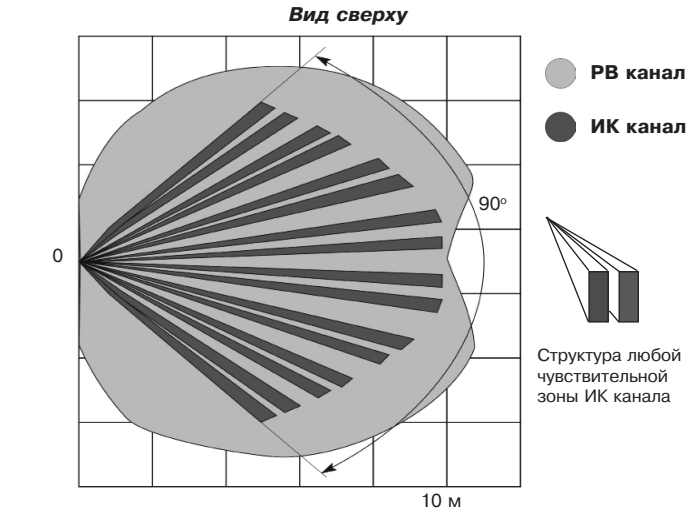 Вид сверху
РВ канал
ИК канал
90°
0
Структура любой
чувствительной
зоны ИК канала
10 м